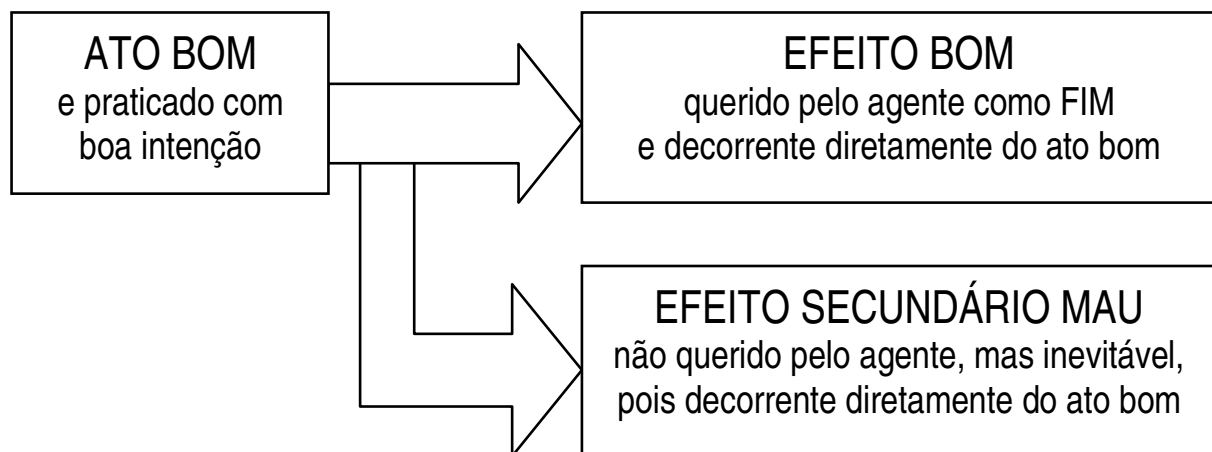 ATO BOM
e praticado com
boa intenção
EFEITO BOM
querido pelo agente como FIM
e decorrente diretamente do ato bom
EFEITO SECUNDÁRIO MAU
não querido pelo agente, mas inevitável,
pois decorrente diretamente do ato bom